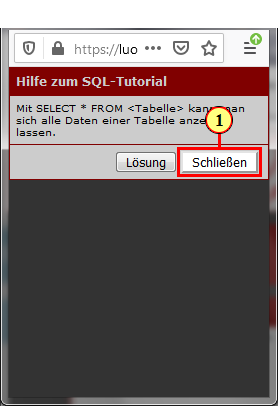 https://luo
Hilfe zum SQL-Tutorial
Mit SELECT * FROM <Tabelle> kann man
sich alle Daten einer Tabelle
lassen.
1
Lösung
Schließen